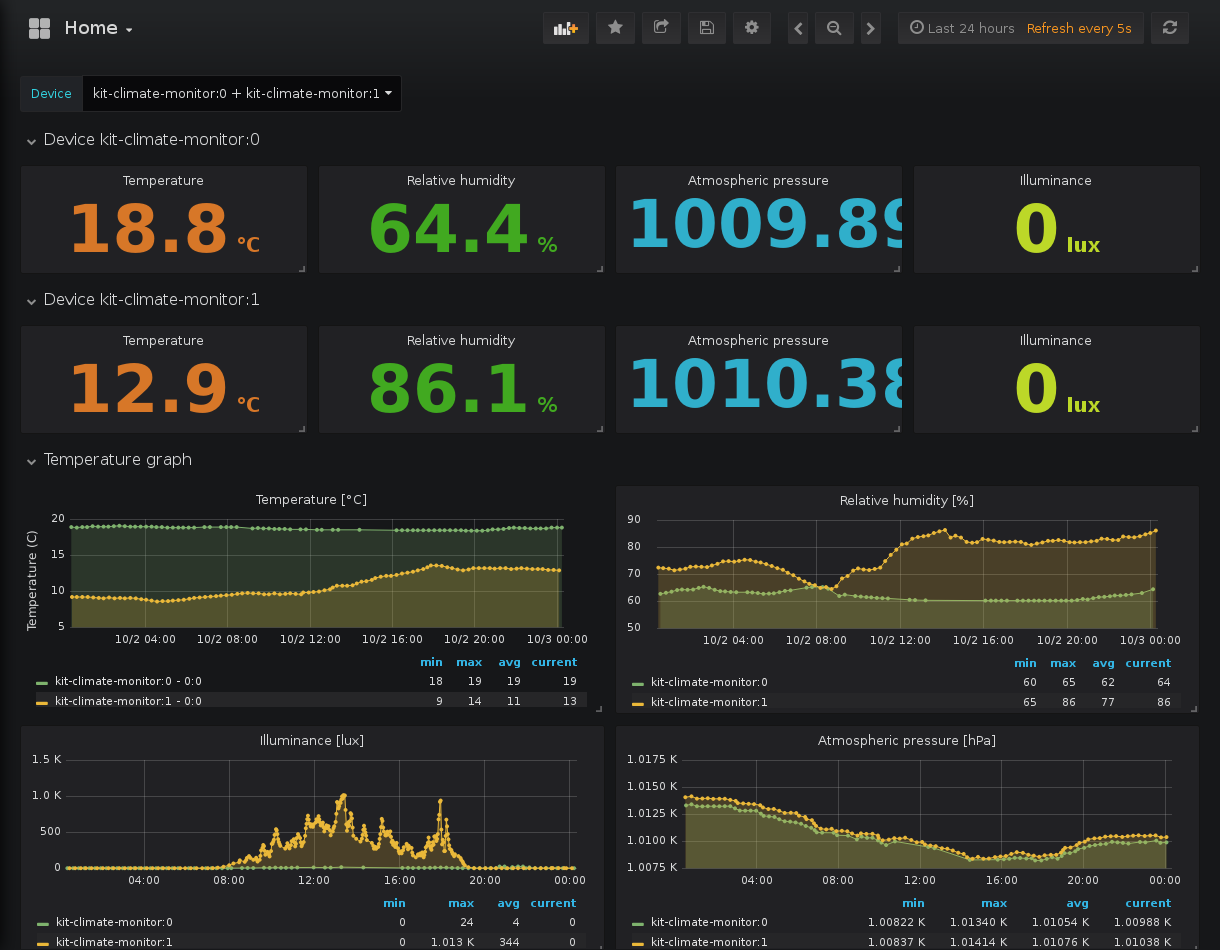 Home
Last 24 hours Refresh every 5s
Device kit-climate-monitor:0 + kit-climate-monitor:1
Device kit-climate-monitor:0
Temperature Relative humidity Atmospheric pressure Illuminance
18.8 °C 64.4 % 1009.89 0 lux
Device kit-climate-monitor:1
Temperature Relative humidity Atmospheric pressure Illuminance
12.9 °C 86.1 % 1010.38 0 lux
Temperature graph
Temperature [°C]
Temperature (C)
20
15
10
5
10/2 04:00 10/2 08:00 10/2 12:00 10/2 16:00 10/2 20:00 10/3 00:00
min max avg current
kit-climate-monitor:0 - 0:0 18 19 19 19
kit-climate-monitor:1 - 0:0 9 14 11 13
Relative humidity [%]
90
80
70
60
50
10/2 04:00 10/2 08:00 10/2 12:00 10/2 16:00 10/2 20:00 10/3 00:00
min max avg current
kit-climate-monitor:0 60 65 62 64
kit-climate-monitor:1 65 86 77 86
Illuminance [lux]
1.5 K
1.0 K
500
0
04:00 08:00 12:00 16:00 20:00 00:00
min max avg current
kit-climate-monitor:0 0 24 4 0
kit-climate-monitor:1 0 1.013 K 344 0
Atmospheric pressure [hPa]
1.0175 K
1.0150 K
1.0125 K
1.0100 K
1.0075 K
04:00 08:00 12:00 16:00 20:00 00:00
min max avg current
kit-climate-monitor:0 1.00822 K 1.01340 K 1.01054 K 1.00988 K
kit-climate-monitor:1 1.00837 K 1.01414 K 1.01076 K 1.01038 K